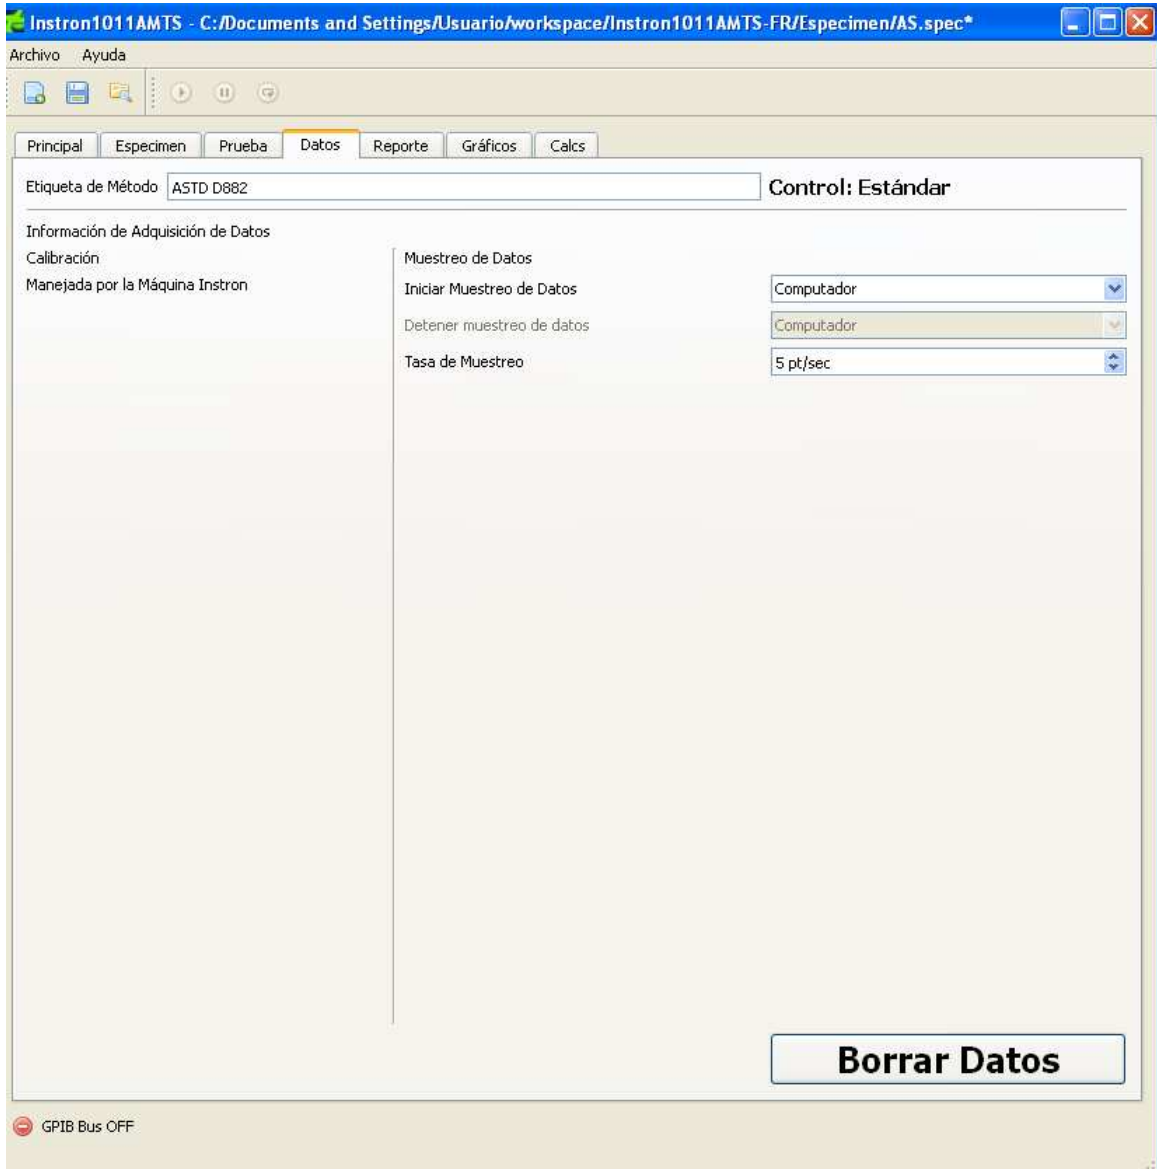 Instron1011AMTS - C:/Documents and Settings/Usuario/workspace/Instron1011AMTS-FR/Especimen/AS.spec*
Archivo Ayuda
Principal Especimen Prueba Datos Reporte Gráficos Calcs
Etiqueta de Método ASTD D882 Control: Estándar
Información de Adquisición de Datos
Calibración
Manejada por la Máquina Instron
Muestreo de Datos
Iniciar Muestreo de Datos Computador
Detener muestreo de datos Computador
Tasa de Muestreo 5 pt/sec
Borrar Datos
GPIB Bus OFF